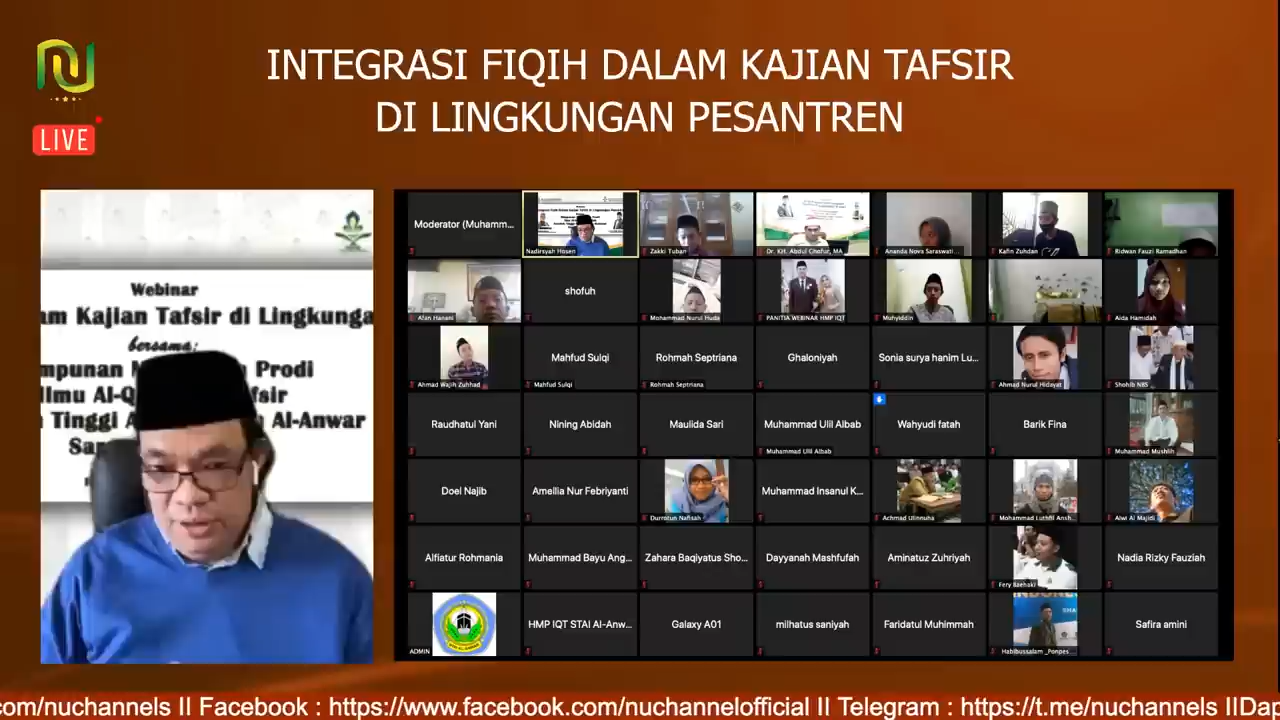 INTEGRASI FIQIH DALAM KAJIAN TAFSIR
DI LINGKUNGAN PESANTREN
LIVE
Webinar
am Kajian Tafsir di Lingkunga
bersama:
mpunan M Prodi
Ilmu Al-Q afsir
Tinggi A Al-Anwar
Sar
Moderator (Muhamm...
Nadirsyah Hosen
Zakki Tuban
Dr. KH. Abdul Ghofur, MA
Ananda Nova Saraswati...
Kafin Zuhdan
Ridwan Fauzi Ramadhan
Afan Hanani
shofuh
Mohammad Nurul Huda
PANITIA WEBINAR HMP IQT
Muhyiddin
Aida Hamidah
Ahmad Wajih Zuhhad
Mahfud Sulqi
Mahfud Sulqi
Rohmah Septriana
Rohmah Septriana
Ghaloniyah
Sonia surya hanim Lu...
Ahmad Nurul Hidayat
Shohib NBS
Raudhatul Yani
Nining Abidah
Maulida Sari
Muhammad Ulil Albab
Muhammad Ulil Albab
Wahyudi fatah
Barik Fina
Muhammad Mushlih
Doel Najib
Amellia Nur Febriyanti
Durrotun Nafisah
Muhammad Insanul K...
Achmad Ulinnuha
Mohammad Luthfil Ansh...
Alwi Al Majidi
Alfiatur Rohmania
Muhammad Bayu Ang...
Zahara Baqiyatus Sho...
Dayyanah Mashfufah
Aminatuz Zuhriyah
Fery Baehaki
Nadia Rizky Fauziah
ADMIN
HMP IQT STAI Al-Anw...
Galaxy A01
milhatus saniyah
Faridatul Muhimmah
Habibussalam _Ponpes...
Safira amini
com/nuchannels II Facebook : https://www.facebook.com/nuchannelofficial II Telegram : https://t.me/nuchannels IIDap